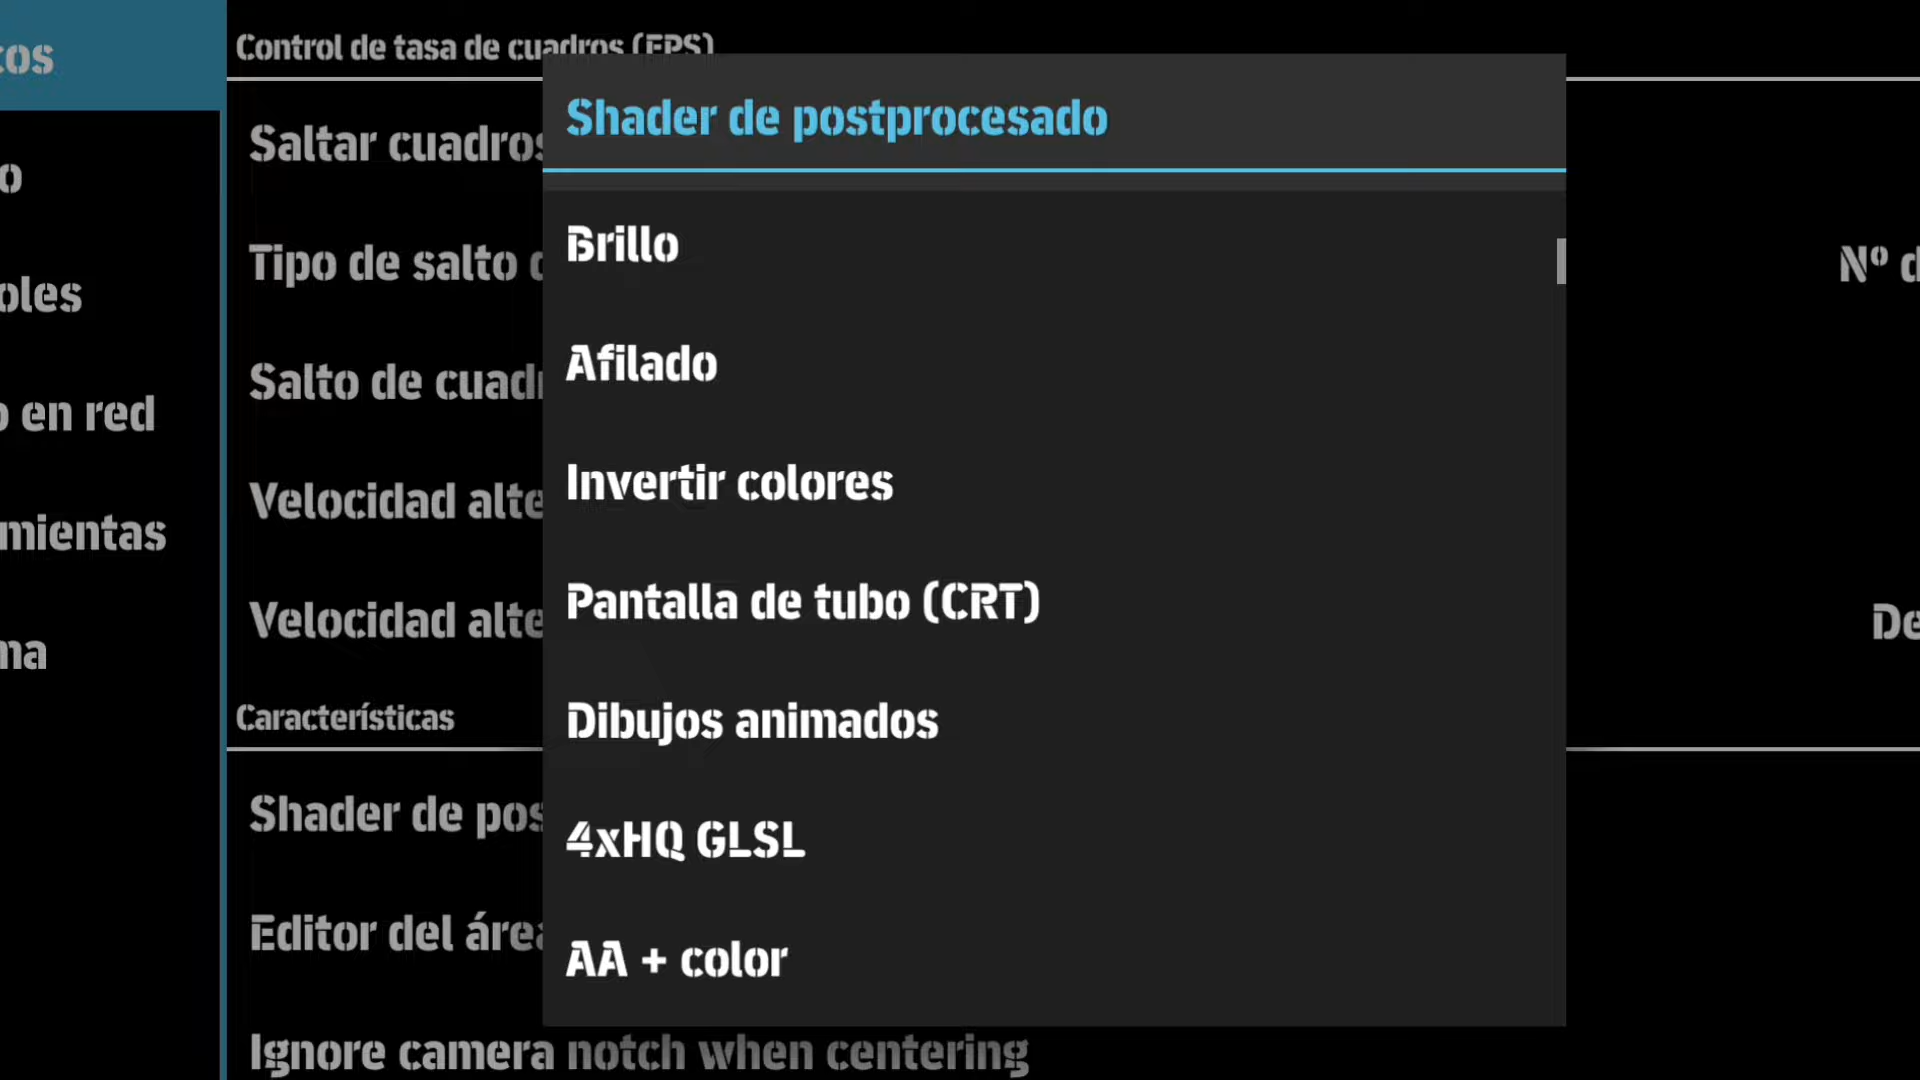 cos
o
oles
o en red
mientas
ma
Control de tasa de cuadros (FPS)
Saltar cuadros
Tipo de salto d
Nº d
Salto de cuadr
Velocidad alte
Velocidad alte
De
Características
Shader de pos
Editor del área
Ignore camera notch when centering
Shader de postprocesado
Brillo
Afilado
Invertir colores
Pantalla de tubo (CRT)
Dibujos animados
4xHQ GLSL
AA + color